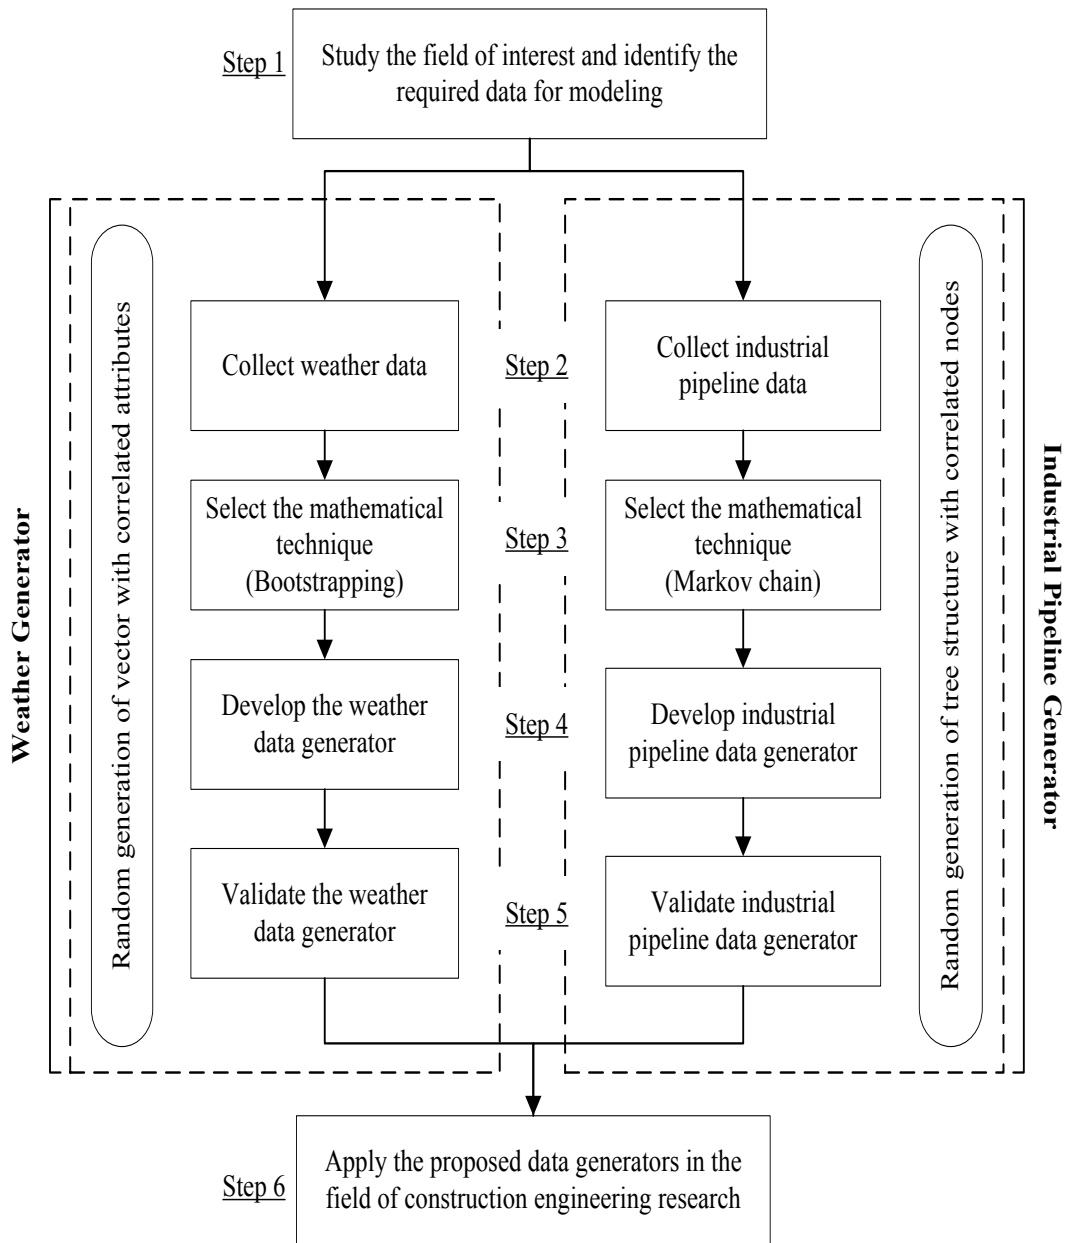 Step 1
Study the field of interest and identify the
required data for modeling
Weather Generator
Random generation of vector with correlated attributes
Collect weather data
Step 2
Collect industrial
pipeline data
Select the mathematical
technique
(Bootstrapping)
Step 3
Select the mathematical
technique
(Markov chain)
Develop the weather
data generator
Step 4
Develop industrial
pipeline data generator
Validate the weather
data generator
Step 5
Validate industrial
pipeline data generator
Random generation of tree structure with correlated nodes
Industrial Pipeline Generator
Step 6
Apply the proposed data generators in the
field of construction engineering research